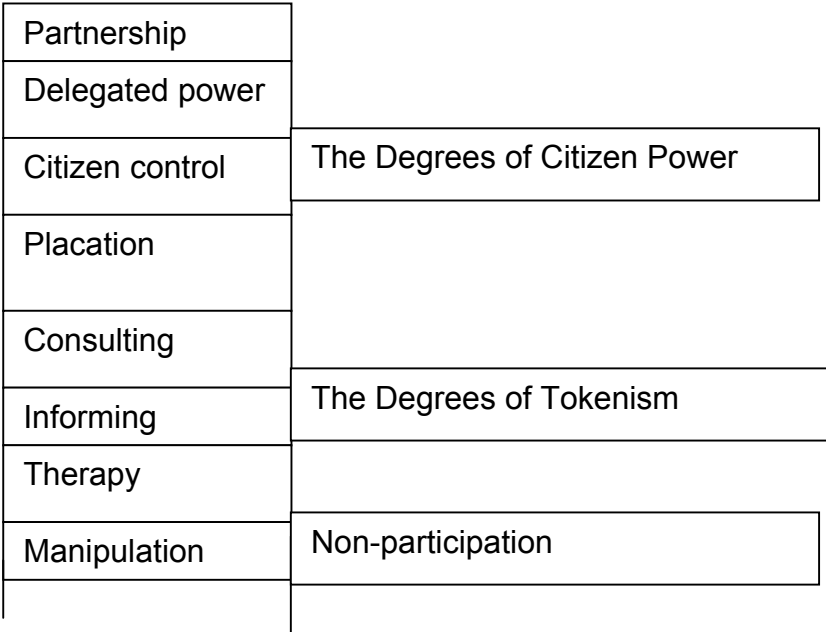 Partnership
Delegated power
Citizen control
The Degrees of Citizen Power
Placation
Consulting
Informing
The Degrees of Tokenism
Therapy
Manipulation
Non-participation